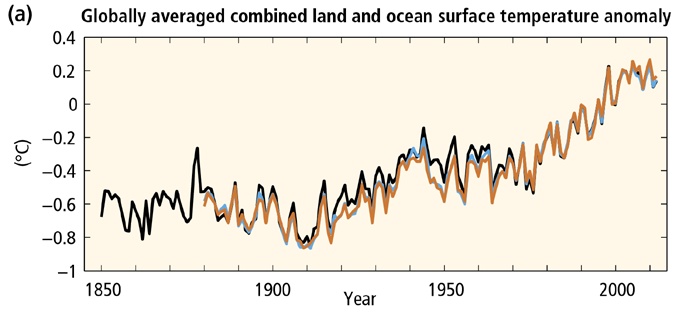 (a) Globally averaged combined land and ocean surface temperature anomaly
0.4
0.2
0
−0.2
−0.4
−0.6
−0.8
−1
(°C)
1850 1900 1950 2000
Year